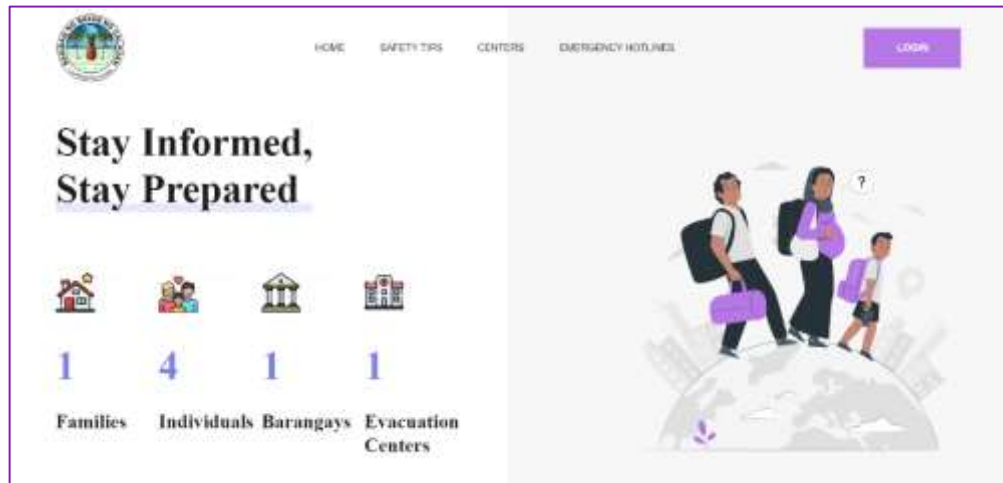 HOME SAFETY TIPS CENTERS EMERGENCY HOTLINES LOGIN
Stay Informed,
Stay Prepared
?
1 4 1 1
Families Individuals Barangays Evacuation
Centers